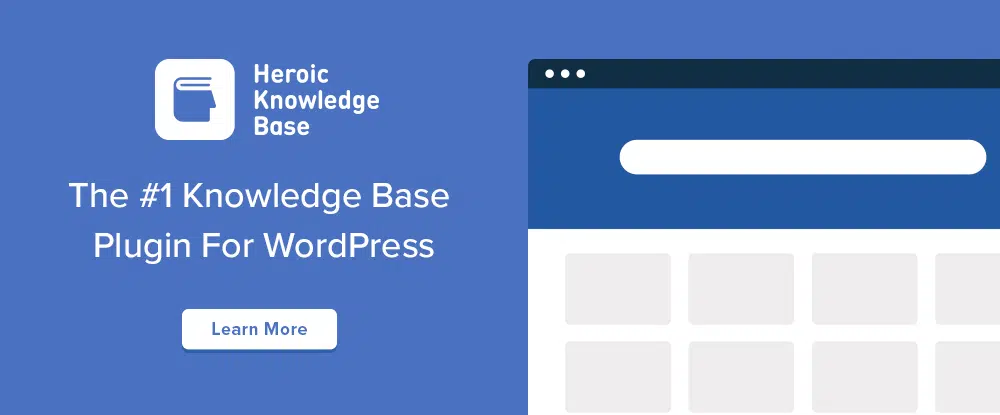 Heroic
Knowledge
Base
The #1 Knowledge Base
Plugin For WordPress
Learn More